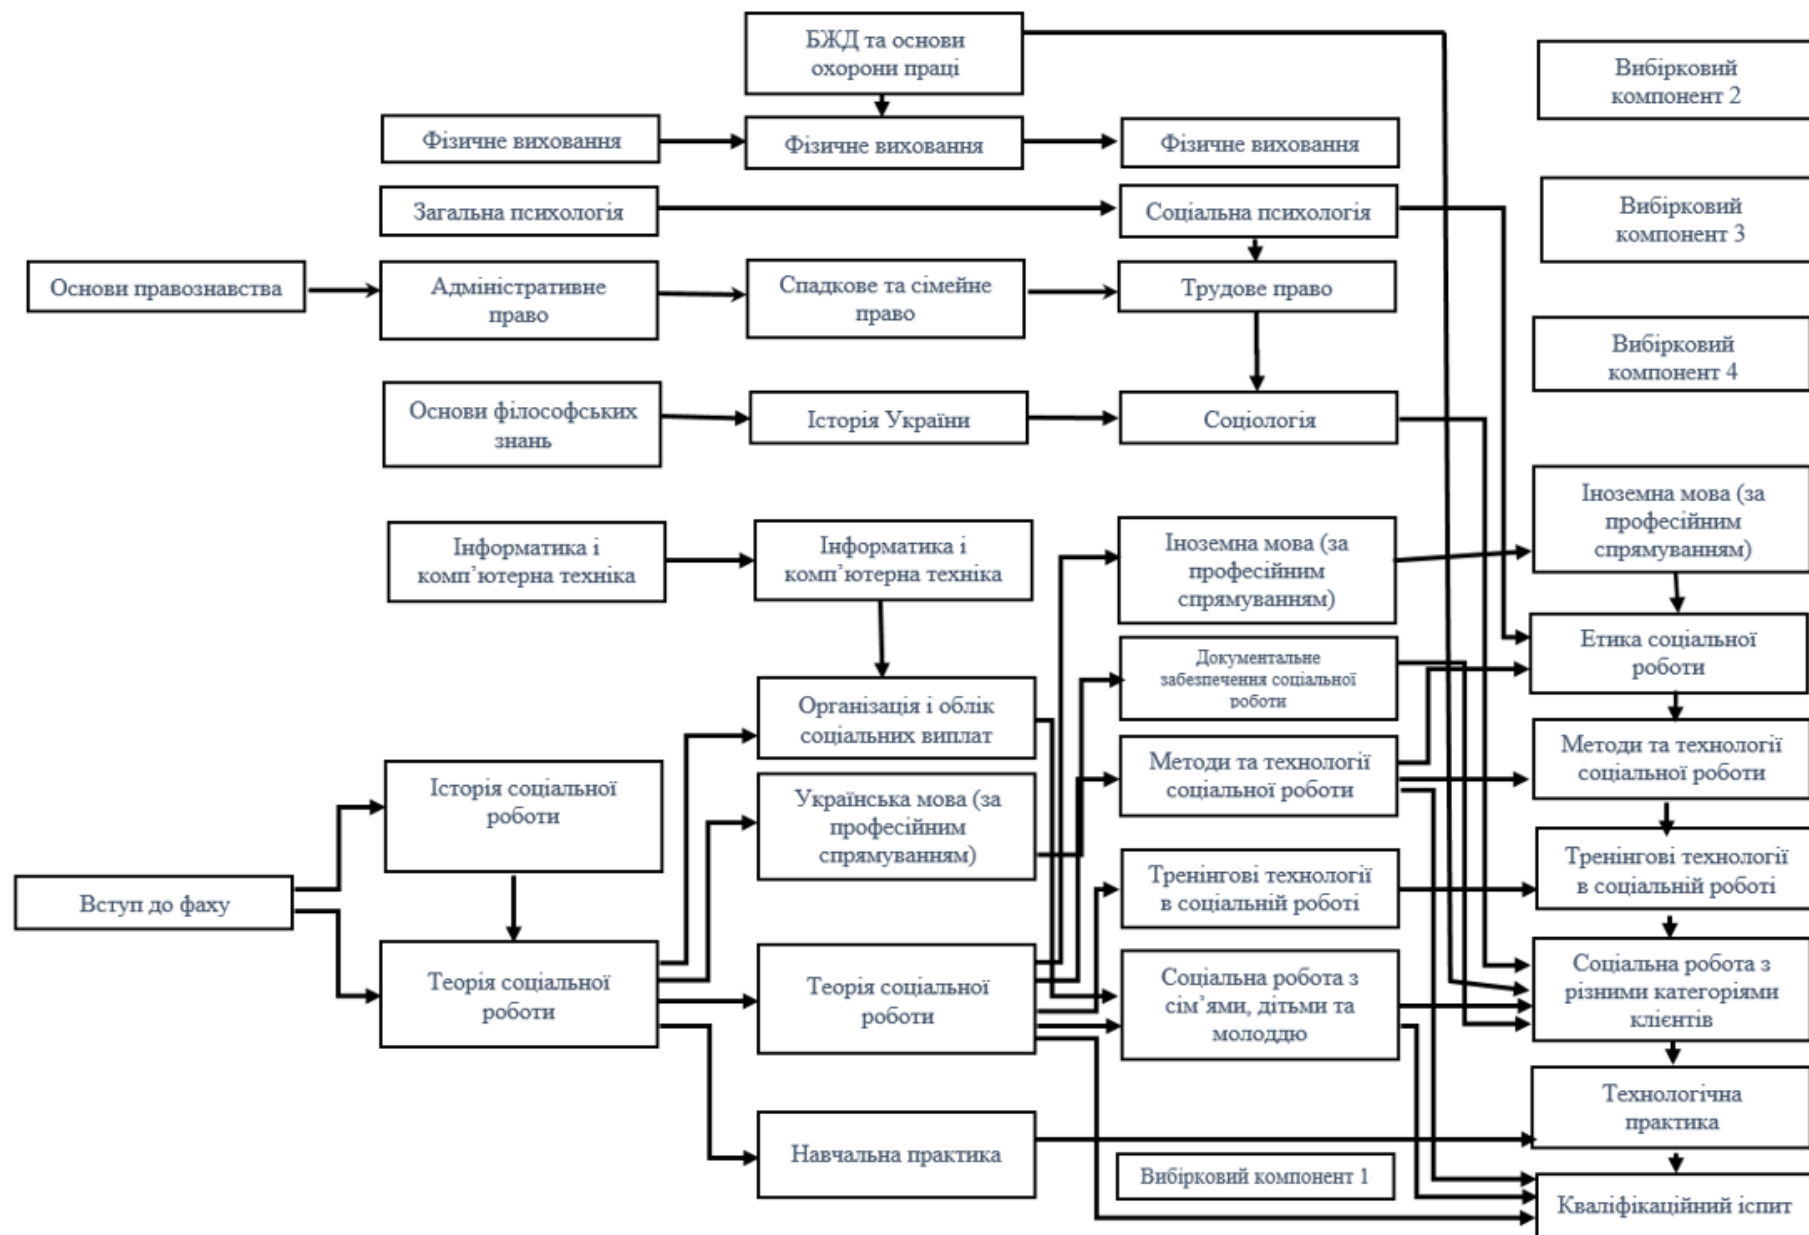 БЖД та основи
охорони праці
Вибірковий
компонент 2
Фізичне виховання
Фізичне виховання
Фізичне виховання
Загальна психологія
Соціальна психологія
Вибірковий
компонент 3
Основи правознавства
Адміністративне
право
Спадкове та сімейне
право
Трудове право
Вибірковий
компонент 4
Основи філософських
знань
Історія України
Соціологія
Інформатика і
комп’ютерна техніка
Інформатика і
комп’ютерна техніка
Іноземна мова (за
професійним
спрямуванням)
Іноземна мова (за
професійним
спрямуванням)
Документальне
забезпечення соціальної
роботи
Етика соціальної
роботи
Організація і облік
соціальних виплат
Методи та технології
соціальної роботи
Методи та технології
соціальної роботи
Історія соціальної
роботи
Українська мова (за
професійним
спрямуванням)
Тренінгові технології
в соціальній роботі
Тренінгові технології
в соціальній роботі
Вступ до фаху
Теорія соціальної
роботи
Теорія соціальної
роботи
Соціальна робота з
сім’ями, дітьми та
молоддю
Соціальна робота з
різними категоріями
клієнтів
Навчальна практика
Технологічна
практика
Вибірковий компонент 1
Кваліфікаційний іспит